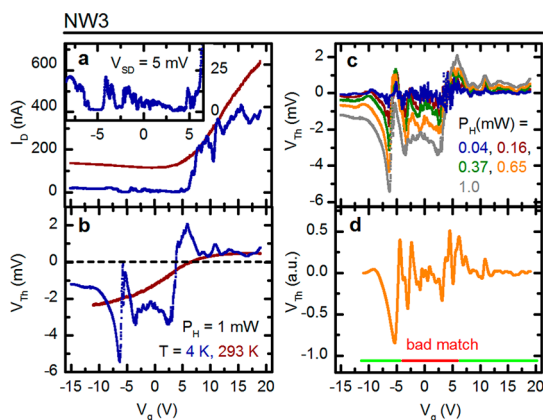 NW3
a
V_SD = 5 mV
25
0
-5 0 5
600
400
200
0
I_D (nA)
b
2
0
-2
-4
-6
V_Th (mV)
P_H = 1 mW
T = 4 K, 293 K
-15 -10 -5 0 5 10 15 20
V_g (V)
c
2
0
-2
-4
-6
V_Th (mV)
P_H(mW) =
0.04, 0.16,
0.37, 0.65
1.0
d
0.5
0.0
-0.5
-1.0
V_Th (a.u.)
bad match
-15 -10 -5 0 5 10 15 20
V_g (V)